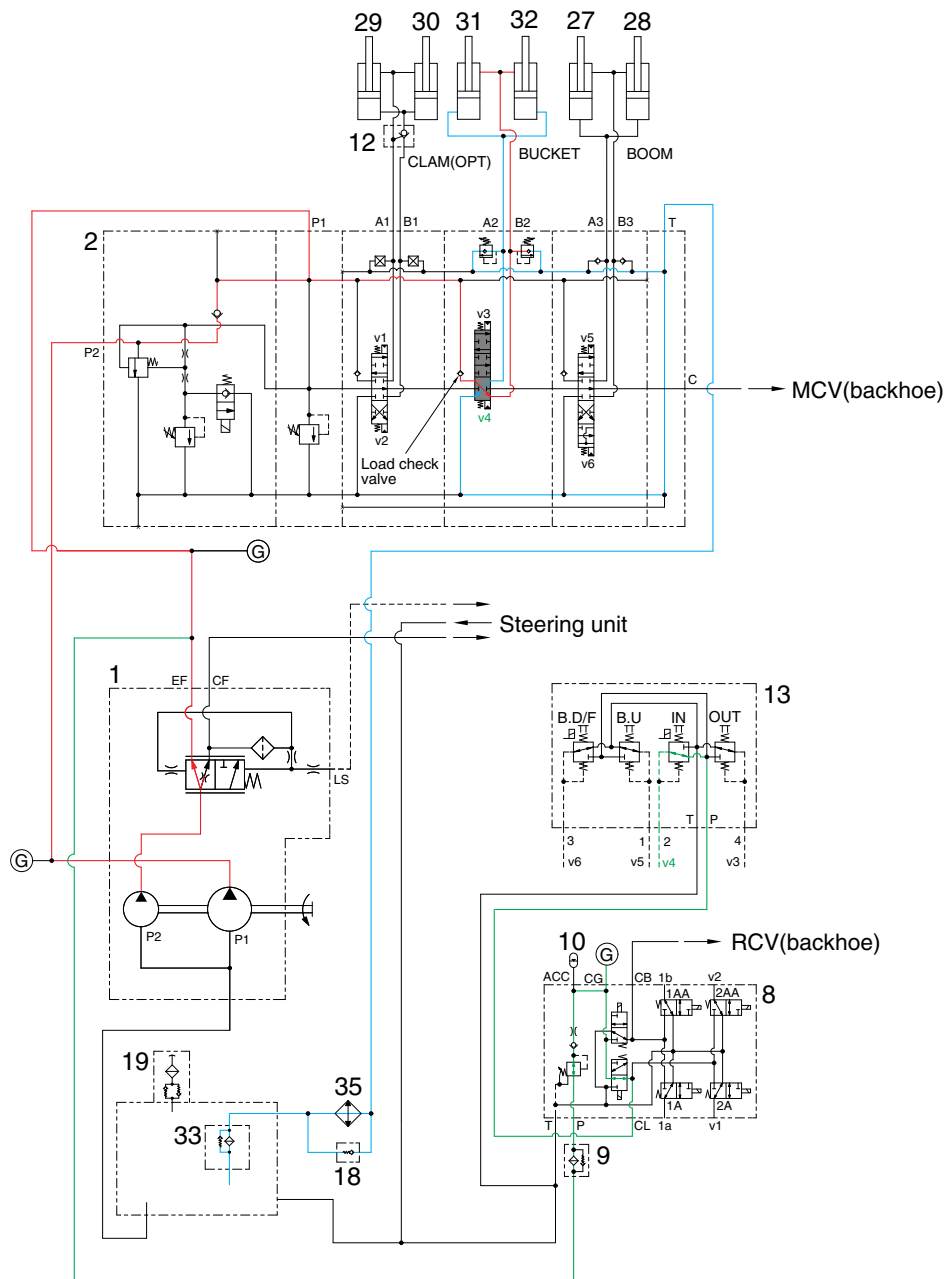 29 30 31 32 27 28
12
CLAM(OPT) BUCKET BOOM
P1 A1 B1 A2 B2 A3 B3 T
2
v3
v1 v5
P2
C
MCV(backhoe)
v2 v4
Load check
valve
v6
G
Steering unit
1
EF CF
13
B.D/F B.U IN OUT
LS
T P
3 1 2 4
v6 v5 v4 v3
G
P2 P1
10 G
RCV(backhoe)
ACC CG CB 1b v2
8
1AA 2AA
19
35
1A 2A
33
T P CL 1a v1
18
9